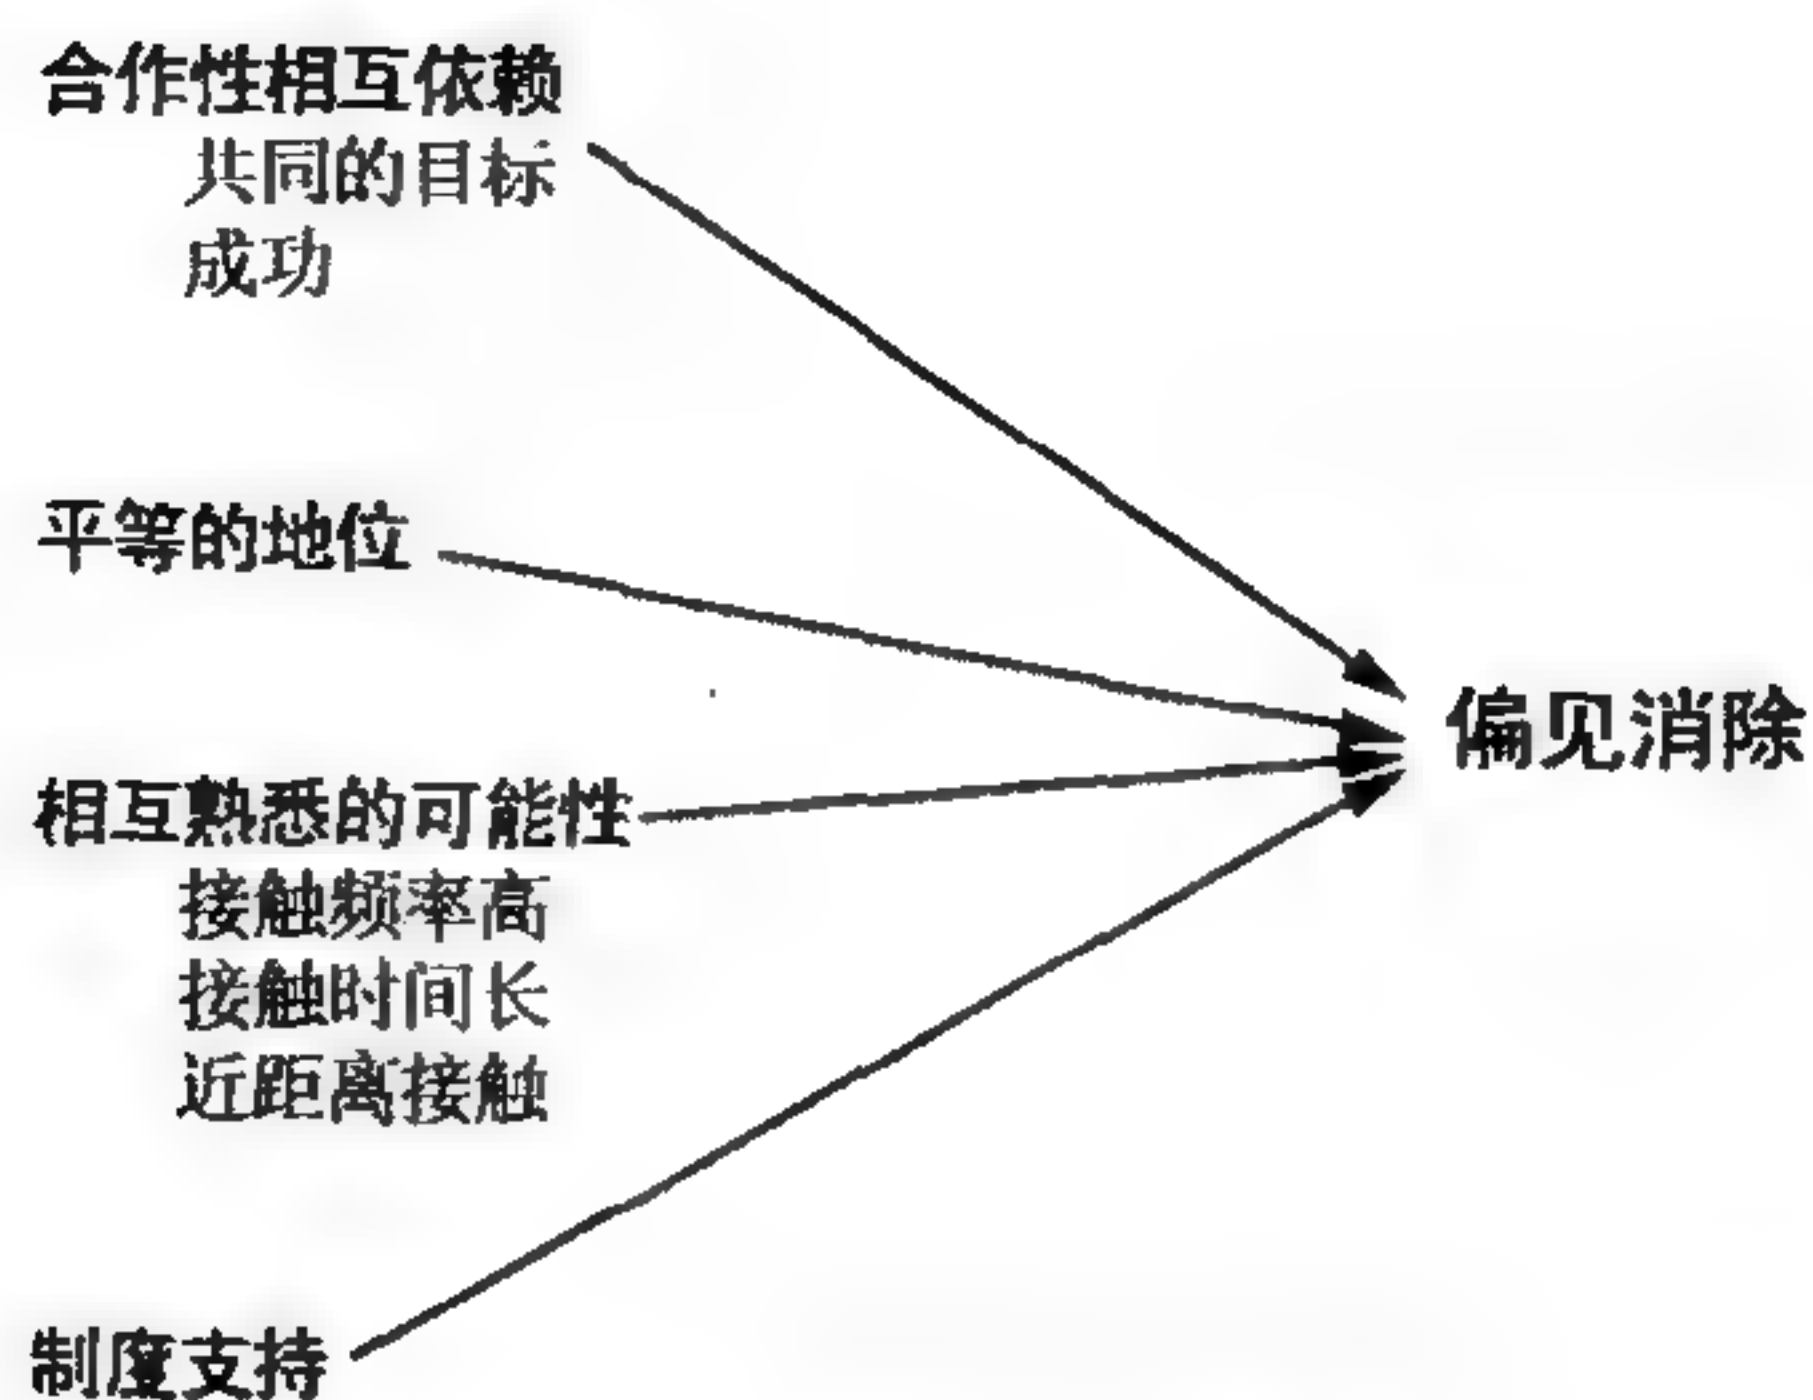 合作性相互依赖
共同的目标
成功
平等的地位
偏见消除
相互熟悉的可能性
接触频率高
接触时间长
近距离接触
制度支持